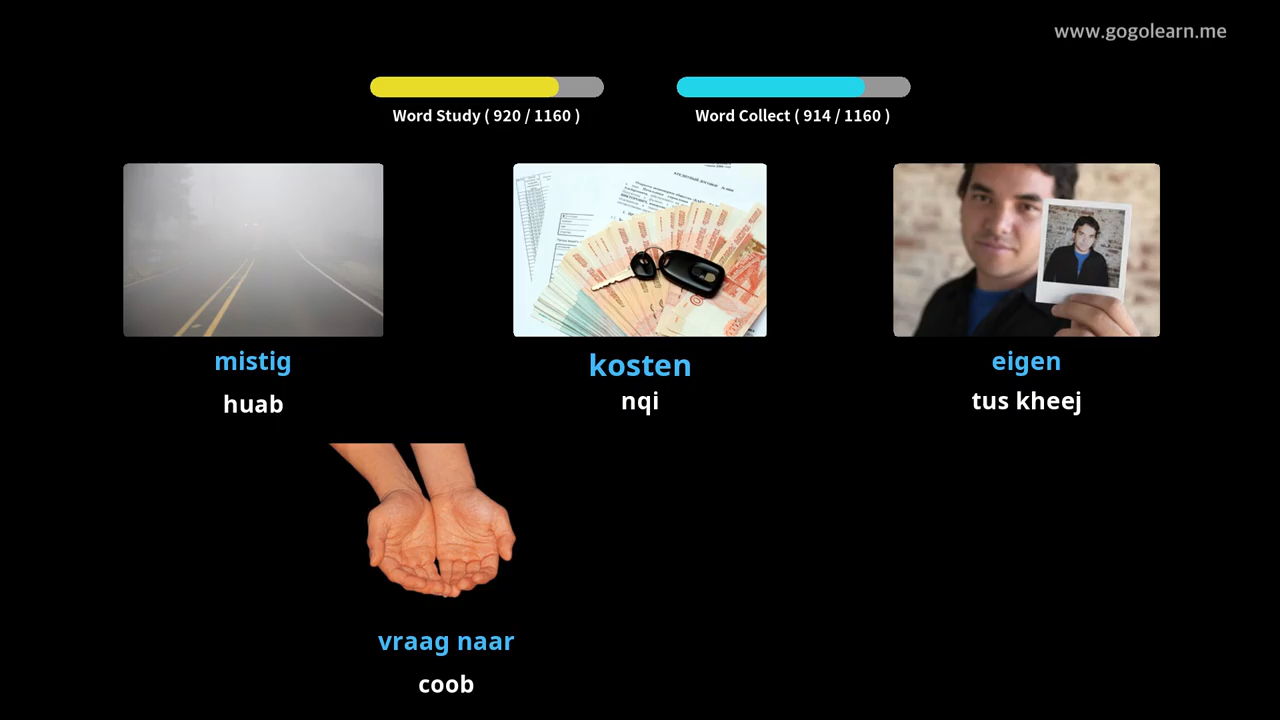 www.gogolearn.me
Word Study ( 920 / 1160 )
Word Collect ( 914 / 1160 )
mistig
kosten
eigen
huab
nqi
tus kheej
vraag naar
coob